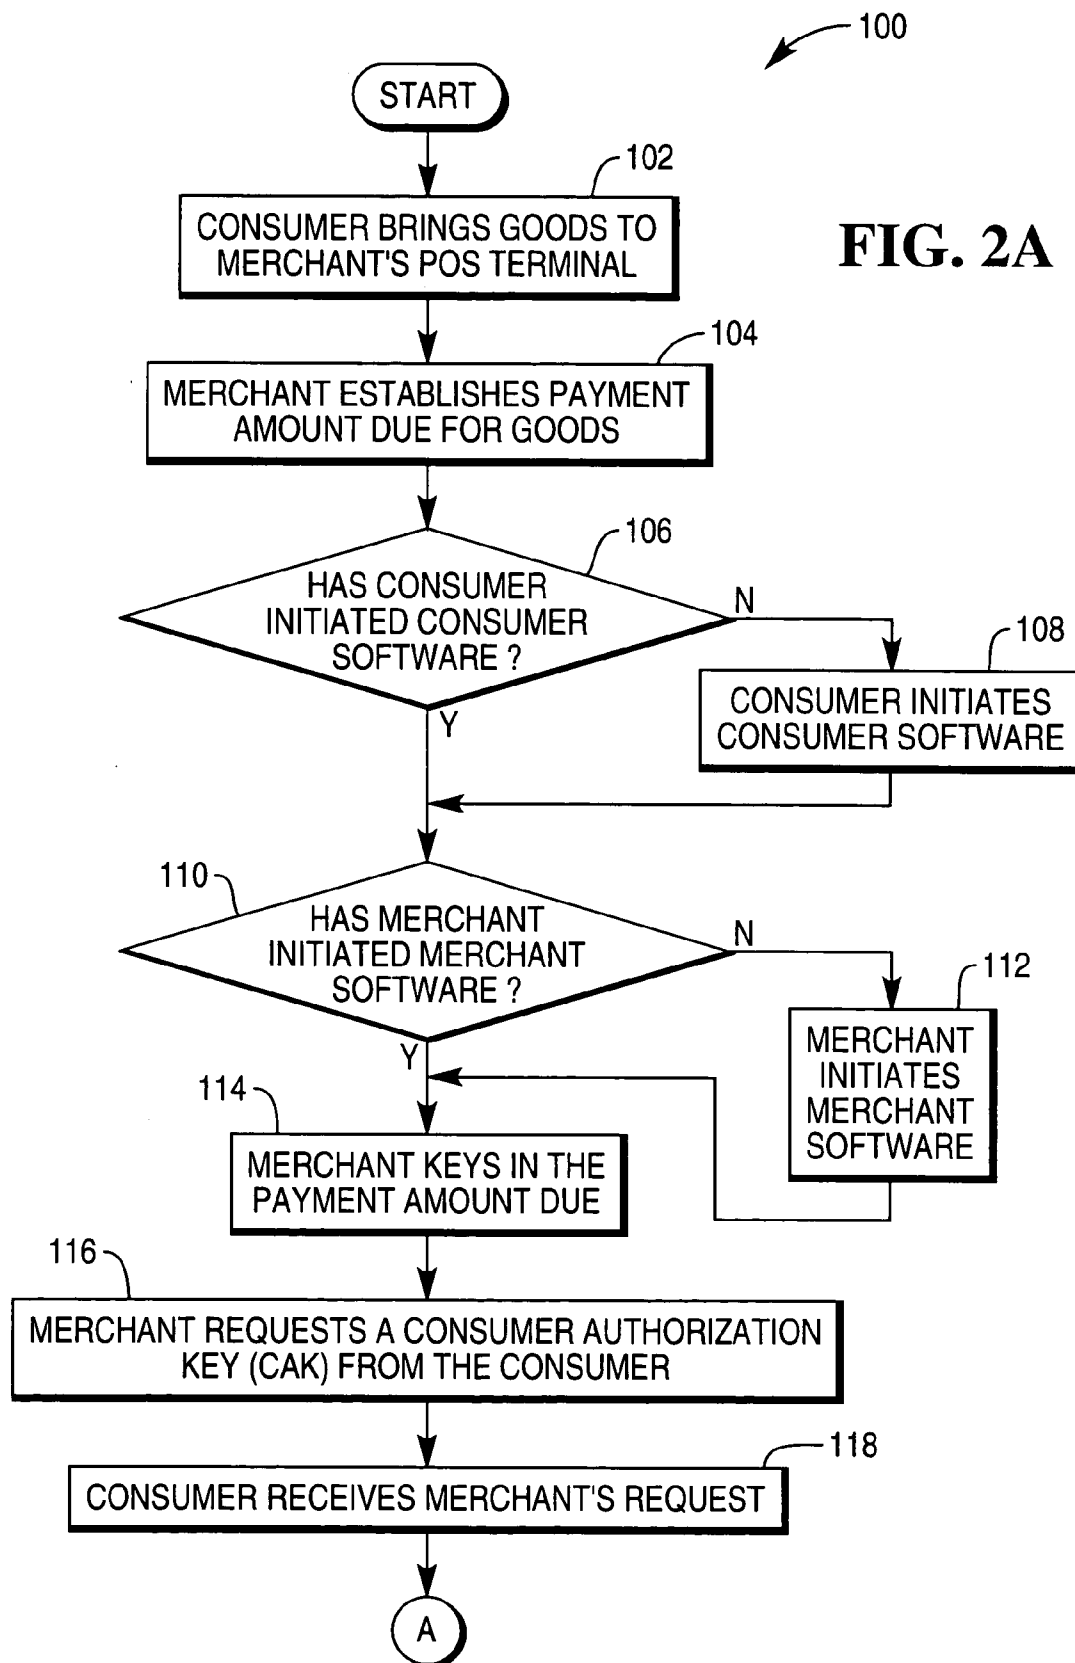 100
START
102
CONSUMER BRINGS GOODS TO
MERCHANT'S POS TERMINAL
FIG. 2A
104
MERCHANT ESTABLISHES PAYMENT
AMOUNT DUE FOR GOODS
106
HAS CONSUMER
INITIATED CONSUMER
SOFTWARE ?
N
108
CONSUMER INITIATES
CONSUMER SOFTWARE
Y
110
HAS MERCHANT
INITIATED MERCHANT
SOFTWARE ?
N
112
MERCHANT
INITIATES
MERCHANT
SOFTWARE
Y
114
MERCHANT KEYS IN THE
PAYMENT AMOUNT DUE
116
MERCHANT REQUESTS A CONSUMER AUTHORIZATION
KEY (CAK) FROM THE CONSUMER
118
CONSUMER RECEIVES MERCHANT'S REQUEST
A